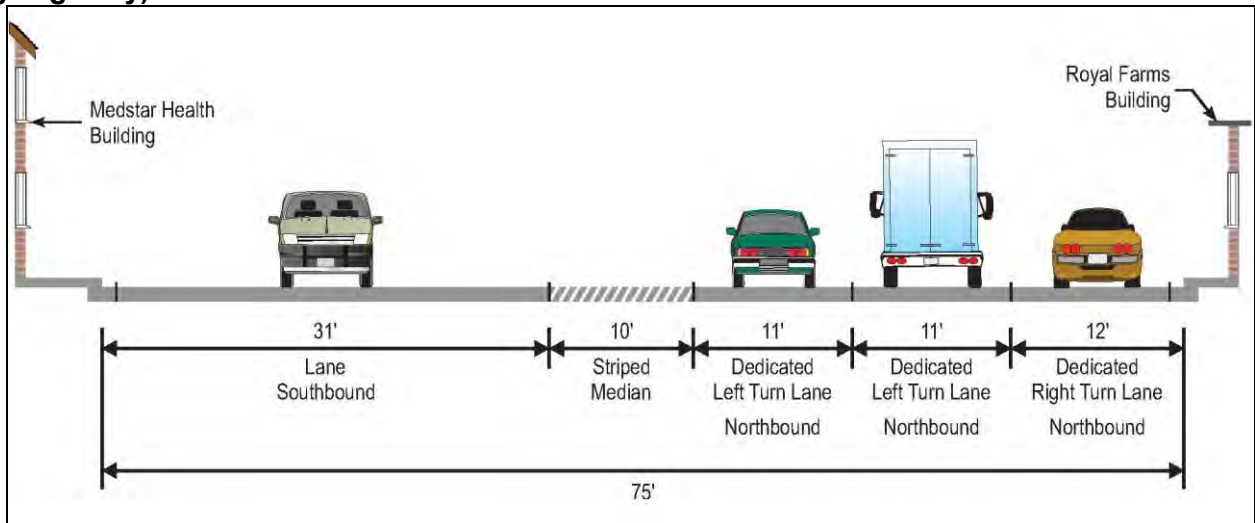 Medstar Health
Building
Royal Farms
Building
31'
Lane
Southbound
10'
Striped
Median
11'
Dedicated
Left Turn Lane
Northbound
11'
Dedicated
Left Turn Lane
Northbound
12'
Dedicated
Right Turn Lane
Northbound
75'